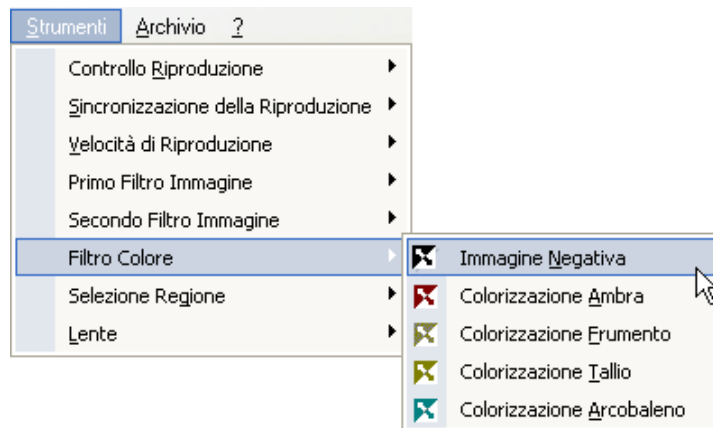 Strumenti Archivio ?
Controllo Riproduzione
Sincronizzazione della Riproduzione
Velocità di Riproduzione
Primo Filtro Immagine
Secondo Filtro Immagine
Filtro Colore
Immagine Negativa
Selezione Regione
Colorizzazione Ambra
Lente
Colorizzazione Frumento
Colorizzazione Tallio
Colorizzazione Arcobaleno